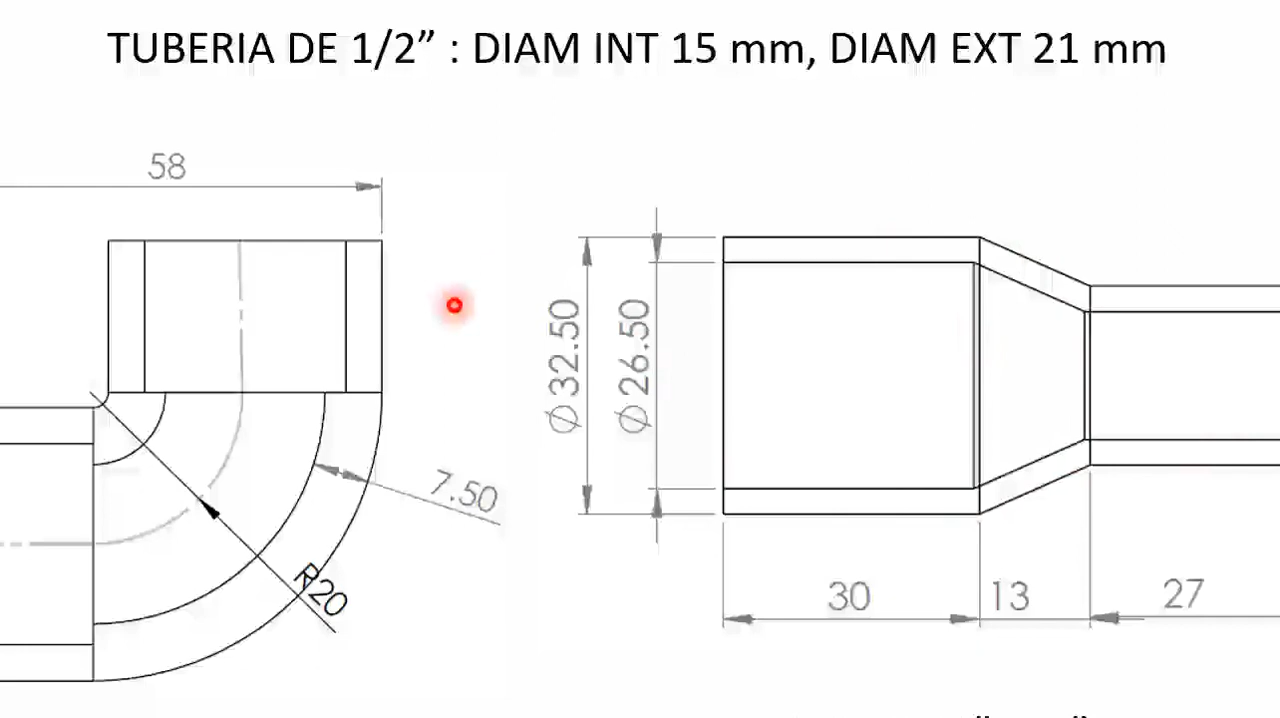 TUBERIA DE 1/2” : DIAM INT 15 mm, DIAM EXT 21 mm
58
7.50
R20
Ø32.50
Ø26.50
30
13
27